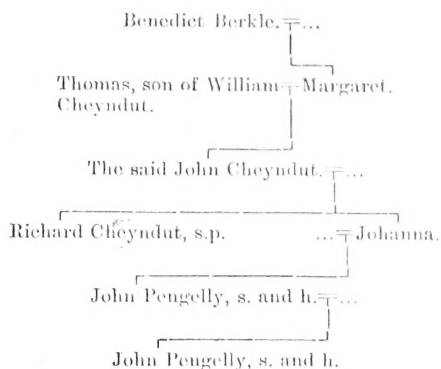 Benedict Berkle. ...
Thomas, son of William Margaret.
Cheyndut.
The said John Cheyndut. ...
Richard Cheyndut, s.p. ... Johanna.
John Pengelly, s. and h. ...
John Pengelly, s. and h.